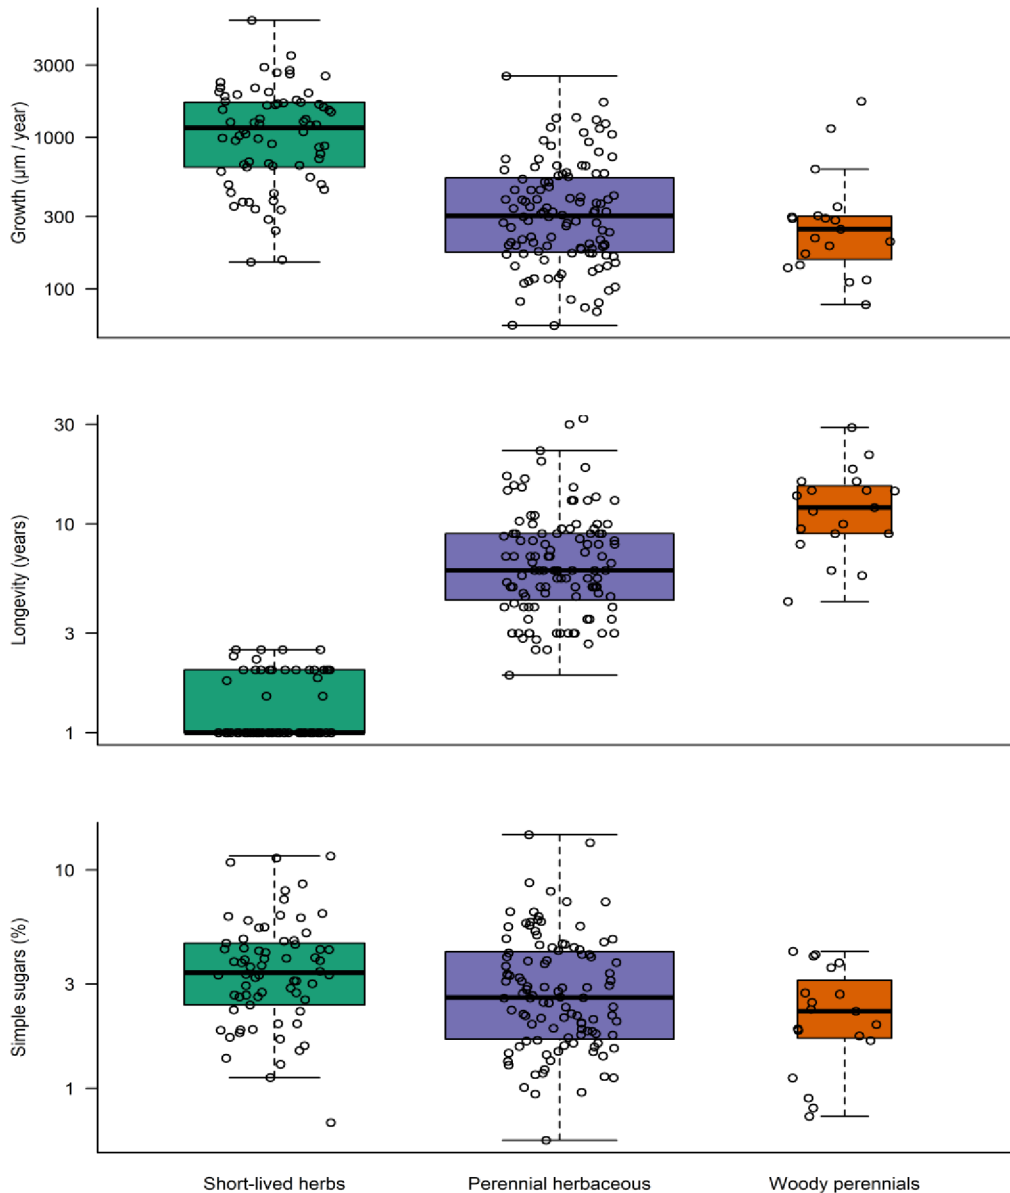 Growth (µm / year)
3000
1000
300
100
Longevity (years)
30
10
3
1
Simple sugars (%)
10
3
1
Short-lived herbs
Perennial herbaceous
Woody perennials